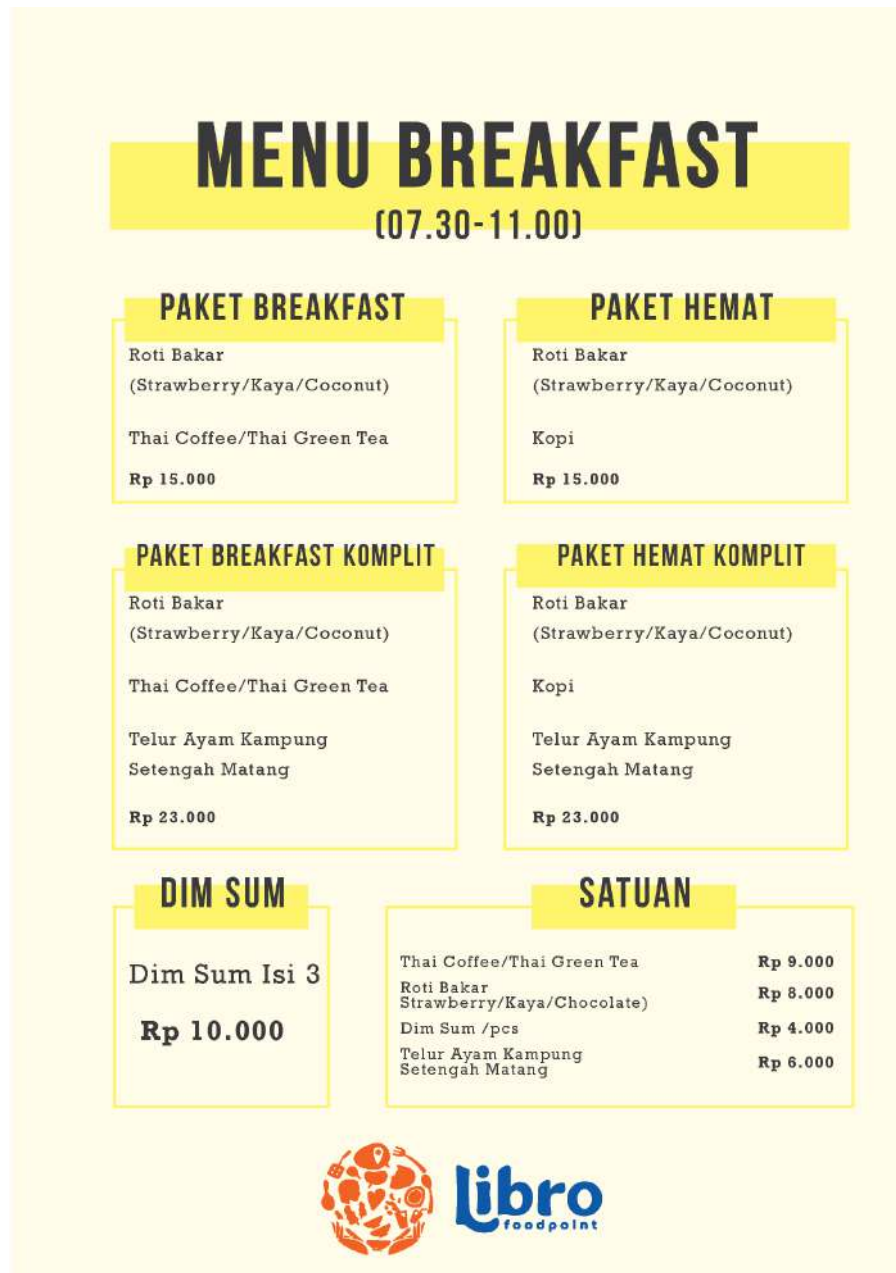 MENU BREAKFAST
(07.30-11.00)
PAKET BREAKFAST
Roti Bakar
(Strawberry/Kaya/Coconut)
Thai Coffee/Thai Green Tea
Rp 15.000
PAKET HEMAT
Roti Bakar
(Strawberry/Kaya/Coconut)
Kopi
Rp 15.000
PAKET BREAKFAST KOMPLIT
Roti Bakar
(Strawberry/Kaya/Coconut)
Thai Coffee/Thai Green Tea
Telur Ayam Kampung
Setengah Matang
Rp 23.000
PAKET HEMAT KOMPLIT
Roti Bakar
(Strawberry/Kaya/Coconut)
Kopi
Telur Ayam Kampung
Setengah Matang
Rp 23.000
DIM SUM
Dim Sum Isi 3
Rp 10.000
SATUAN
Thai Coffee/Thai Green Tea Rp 9.000
Roti Bakar
Strawberry/Kaya/Chocolate) Rp 8.000
Dim Sum /pcs Rp 4.000
Telur Ayam Kampung
Setengah Matang Rp 6.000
Libro
foodpoint